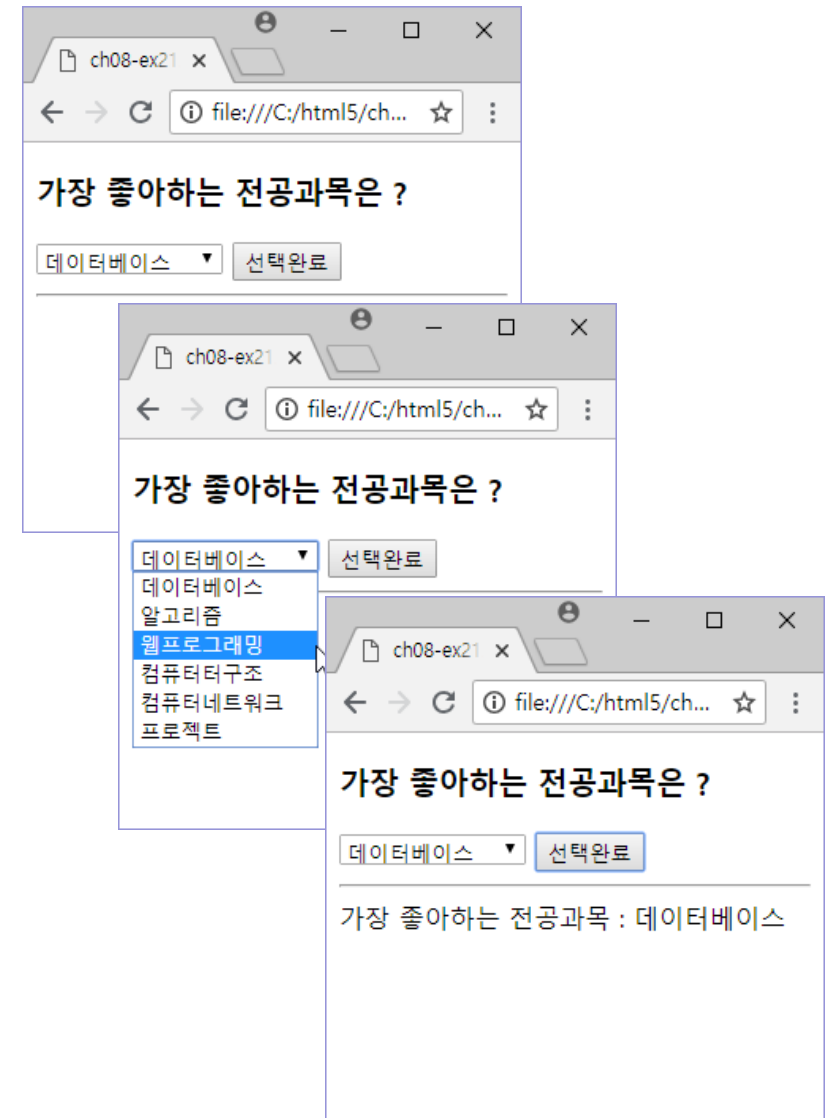 ch08-ex21
file:///C:/html5/ch...
가장 좋아하는 전공과목은 ?
데이터베이스 선택완료
ch08-ex21
file:///C:/html5/ch...
가장 좋아하는 전공과목은 ?
데이터베이스 선택완료
데이터베이스
알고리즘
웹프로그래밍
컴퓨터터구조
컴퓨터네트워크
프로젝트
ch08-ex21
file:///C:/html5/ch...
가장 좋아하는 전공과목은 ?
데이터베이스 선택완료
가장 좋아하는 전공과목 : 데이터베이스